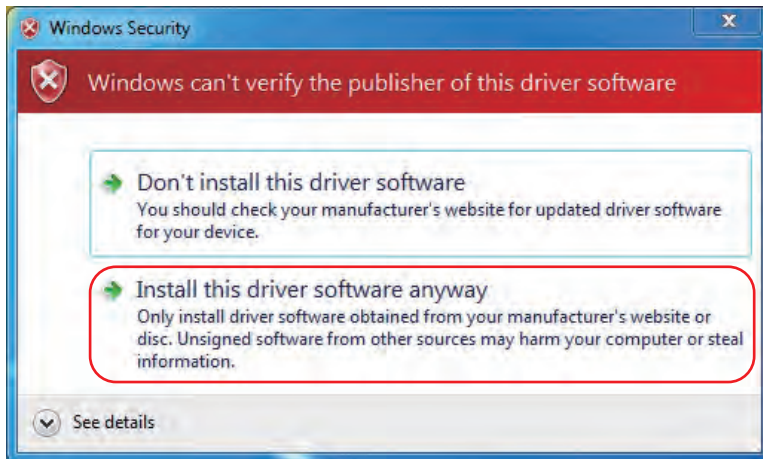 Windows Security
X
Windows can't verify the publisher of this driver software
Don't install this driver software
You should check your manufacturer's website for updated driver software
for your device.
Install this driver software anyway
Only install driver software obtained from your manufacturer's website or
disc. Unsigned software from other sources may harm your computer or steal
information.
See details